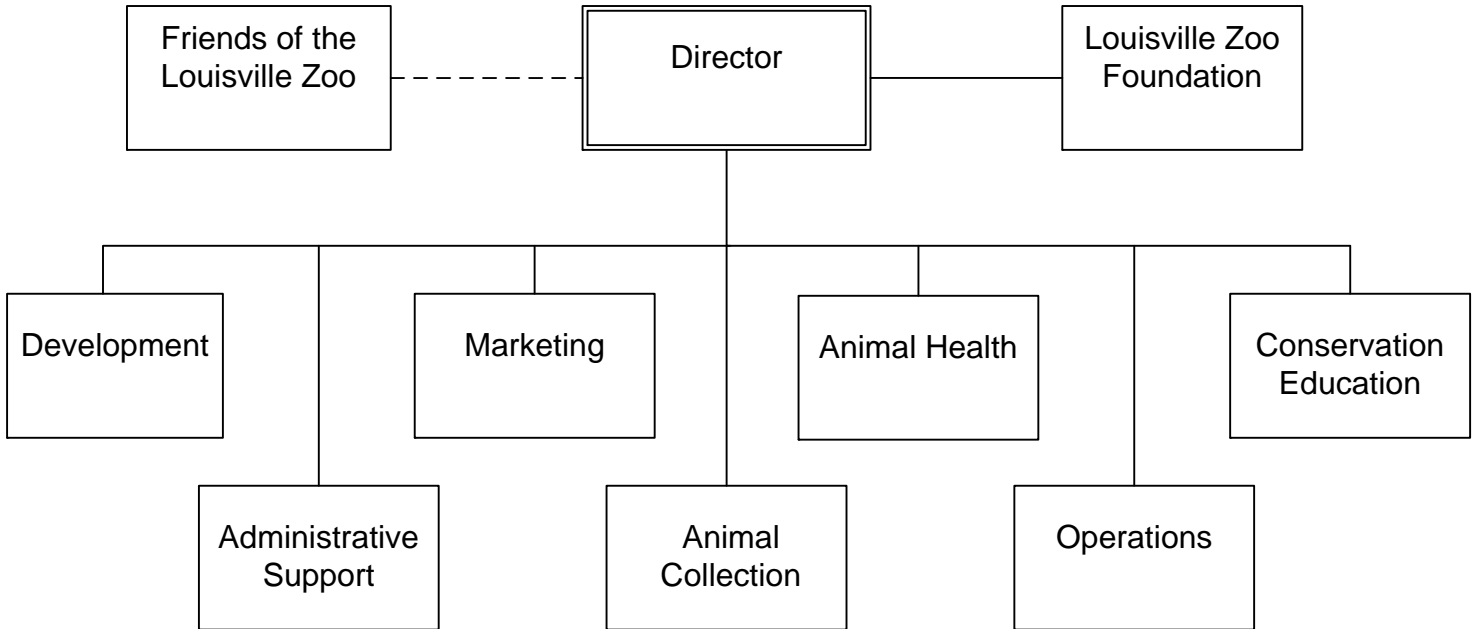 Friends of the
Louisville Zoo
Director
Louisville Zoo
Foundation
Development
Marketing
Animal Health
Conservation
Education
Administrative
Support
Animal
Collection
Operations